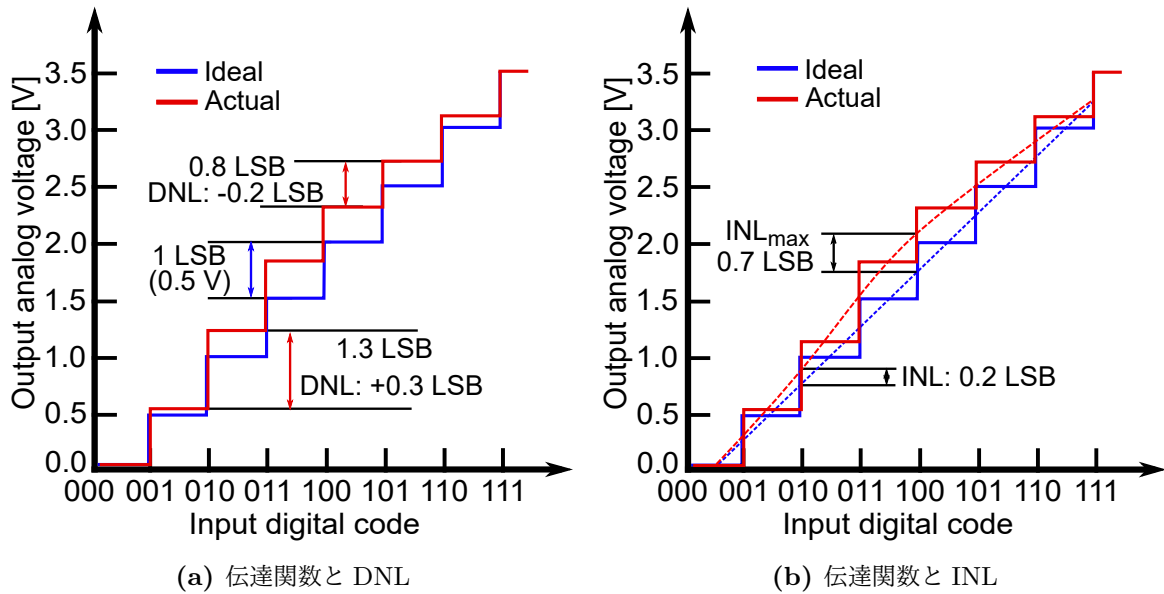 Output analog voltage [V]
3.5
3.0
2.5
2.0
1.5
1.0
0.5
0.0
Ideal
Actual
0.8 LSB
DNL: -0.2 LSB
1 LSB
(0.5 V)
1.3 LSB
DNL: +0.3 LSB
000 001 010 011 100 101 110 111
Input digital code
(a) 伝達関数と DNL
Output analog voltage [V]
3.5
3.0
2.5
2.0
1.5
1.0
0.5
0.0
Ideal
Actual
INLmax
0.7 LSB
INL: 0.2 LSB
000 001 010 011 100 101 110 111
Input digital code
(b) 伝達関数と INL